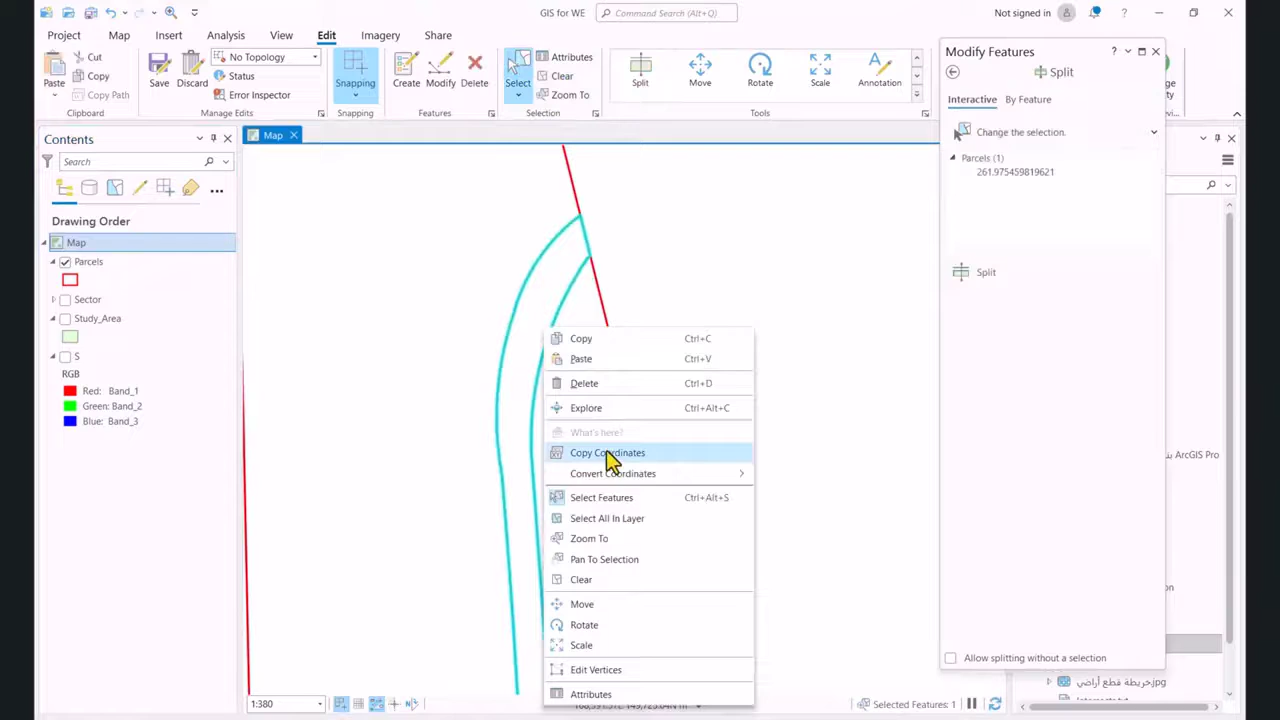 GIS for WE
Command Search (Alt+Q)
Not signed in
?
Project
Map
Insert
Analysis
View
Edit
Imagery
Share
Paste
Cut
Copy
Copy Path
Clipboard
Save
Discard
No Topology
Status
Error Inspector
Manage Edits
Snapping
Snapping
Create
Modify
Delete
Features
Select
Attributes
Clear
Zoom To
Selection
Split
Move
Rotate
Scale
Annotation
Tools
Modify Features
?
Split
Interactive
By Feature
Change the selection.
Parcels (1)
261.975459819621
Split
Allow splitting without a selection
Contents
Search
Drawing Order
Map
Parcels
Sector
Study_Area
S
RGB
Red: Band_1
Green: Band_2
Blue: Band_3
Map
Copy Ctrl+C
Paste Ctrl+V
Delete Ctrl+D
Explore Ctrl+Alt+C
What's here?
Copy Coordinates
Convert Coordinates
Select Features Ctrl+Alt+S
Select All In Layer
Zoom To
Pan To Selection
Clear
Move
Rotate
Scale
Edit Vertices
Attributes
1:380
Selected Features: 1
ArcGIS Pro
خريطة قطع أراضي.jpg